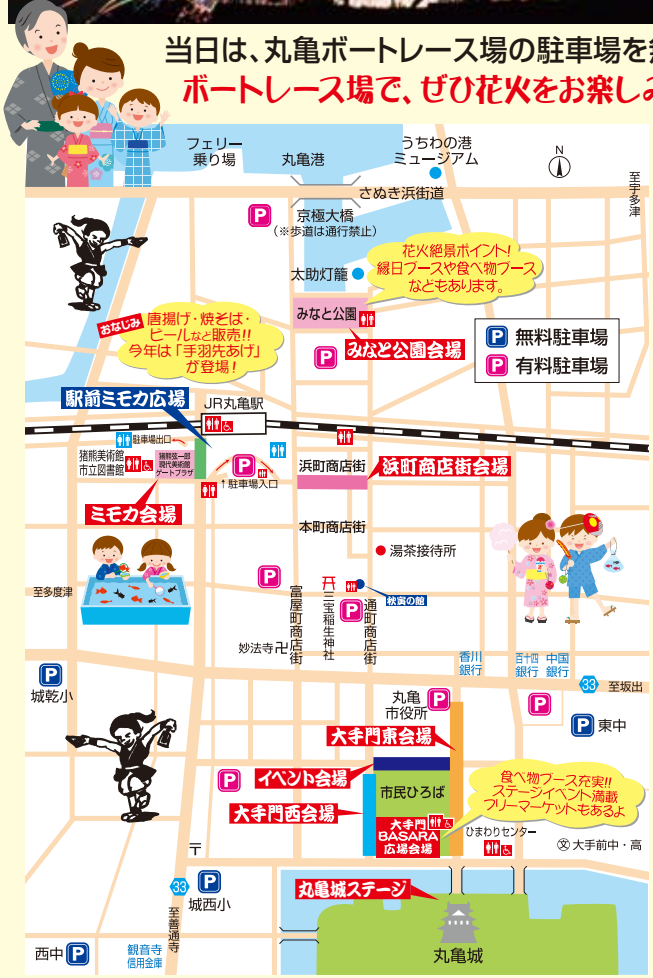 当日は、丸亀ボートレース場の駐車場を
ボートレース場で、ぜひ花火をお楽しみ
フェリー
乗り場
丸亀港
うちわの港
ミュージアム
N
至宇多津
さぬき浜街道
P
京極大橋
(※歩道は通行禁止)
花火絶景ポイント!
縁日ブースや食べ物ブース
などもあります。
太助灯籠
みなと公園
みなと公園会場
P
P 無料駐車場
P 有料駐車場
おなじみ
唐揚げ・焼そば・
ビールなど販売!!
今年は「手羽先あげ」
が登場!
駅前ミモカ広場
JR丸亀駅
駐車場出口
猪熊美術館
市立図書館
猪熊弦一郎
現代美術館
ゲートプラザ
P
↑駐車場入口
ミモカ会場
浜町商店街
浜町商店街会場
本町商店街
湯茶接待所
至多度津
P
富屋町商店街
三宝稲生神社
P
通町商店街
秋寅の館
妙法寺卍
香川
銀行
百十四
銀行
中国
銀行
33
至坂出
P
城乾小
丸亀
市役所
P
P
P 東中
大手門東会場
P
イベント会場
大手門西会場
市民ひろば
食べ物ブース充実!!
ステージイベント満載
フリーマーケットもあるよ
大手門
BASARA
広場会場
ひまわりセンター
文 大手前中・高
〒
33
P
城西小
至善通寺
丸亀城ステージ
丸亀城
西中 P
観音寺
信用金庫